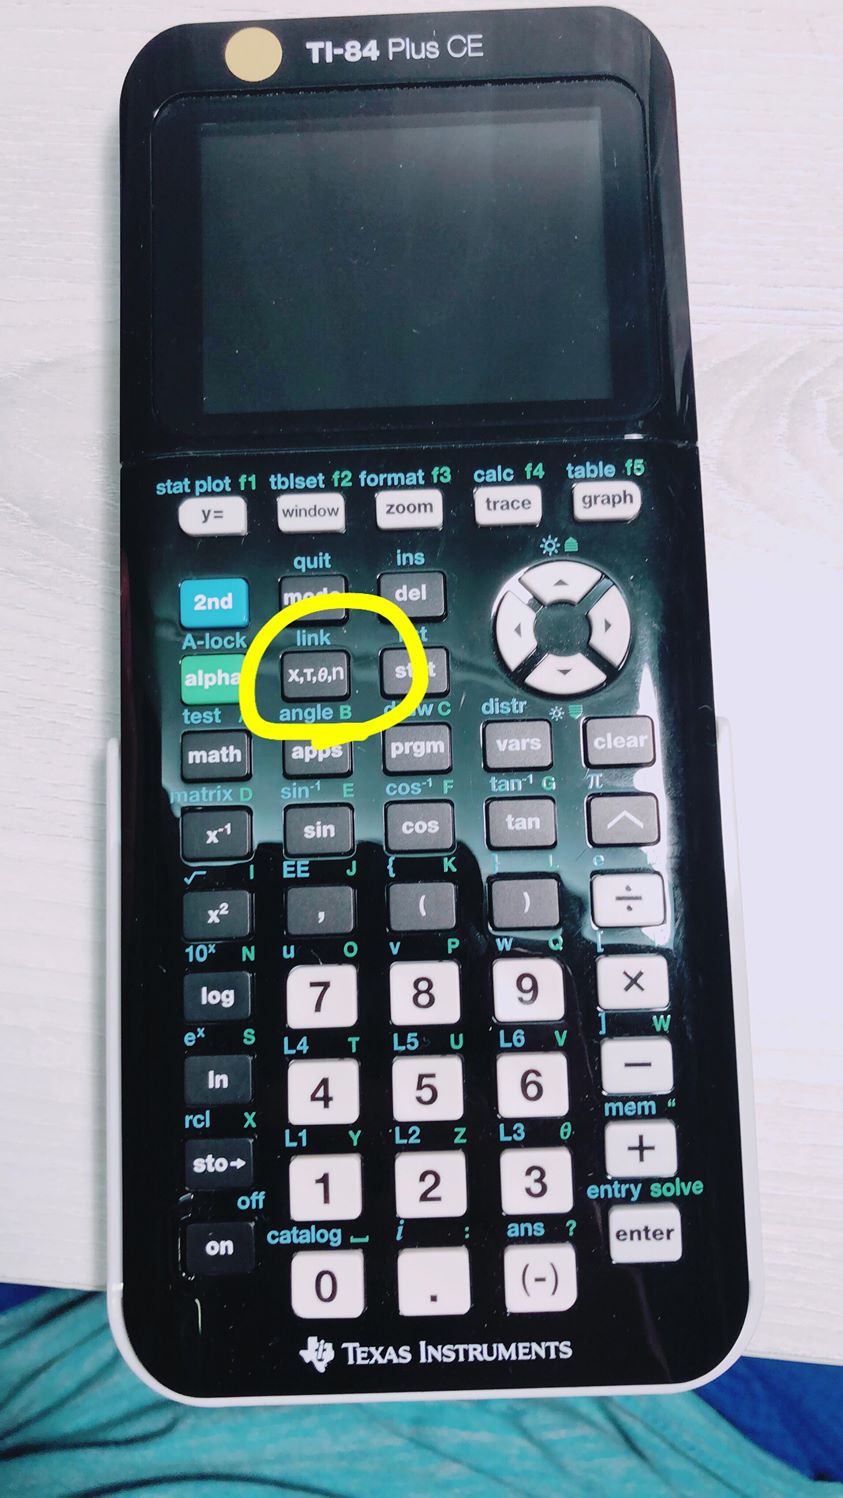 TI-84 Plus CE
stat plot f1 tblset f2 format f3 calc f4 table f5
y= window zoom trace graph
quit ins
2nd mode del
A-lock link
alpha X,T,θ,n stat
test angle B draw C distr
math apps prgm vars clear
matrix D sin⁻¹ E cos⁻¹ F tan⁻¹ G π
x⁻¹ sin cos tan ^
√ I EE J { K } L e
x² , ( ) ÷
10ˣ N u O v P w Q [
log 7 8 9 ×
eˣ S L4 T L5 U L6 V ] W
ln 4 5 6 −
rcl X L1 Y L2 Z L3 θ mem "
sto→ 1 2 3 +
off catalog ⎵ i : ans ? entry solve
on 0 . (-) enter
TEXAS INSTRUMENTS